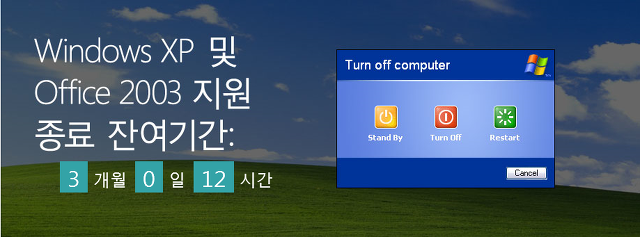 Windows XP 및
Office 2003 지원
종료 잔여기간:
3 개월 0 일 12 시간
Turn off computer
Stand By Turn Off Restart
Cancel